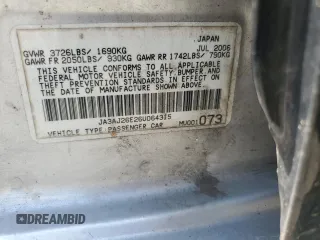 JAPAN
GVWR 3726LBS/ 1690KG JUL 2006
GAWR FR 2050LBS/ 930KG GAWR RR 1742LBS/ 790KG
THIS VEHICLE CONFORMS TO ALL APPLICABLE
FEDERAL MOTOR VEHICLE SAFETY, BUMPER, AND
THEFT PREVENTION STANDARDS IN EFFECT ON THE
DATE OF MANUFACTURE SHOWN ABOVE.
JA3AJ26E26U064315
VEHICLE TYPE:PASSENGER CAR MU001073
DREAMBID